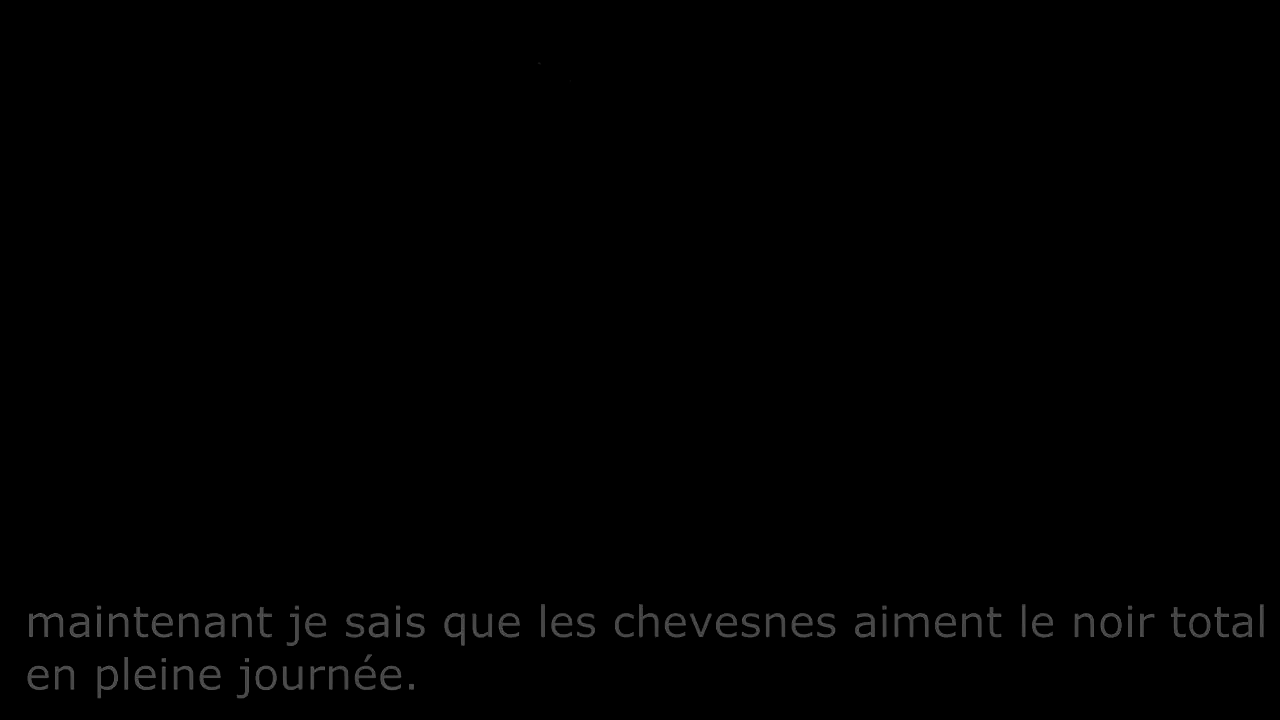 maintenant je sais que les chevesnes aiment le noir total
en pleine journée.